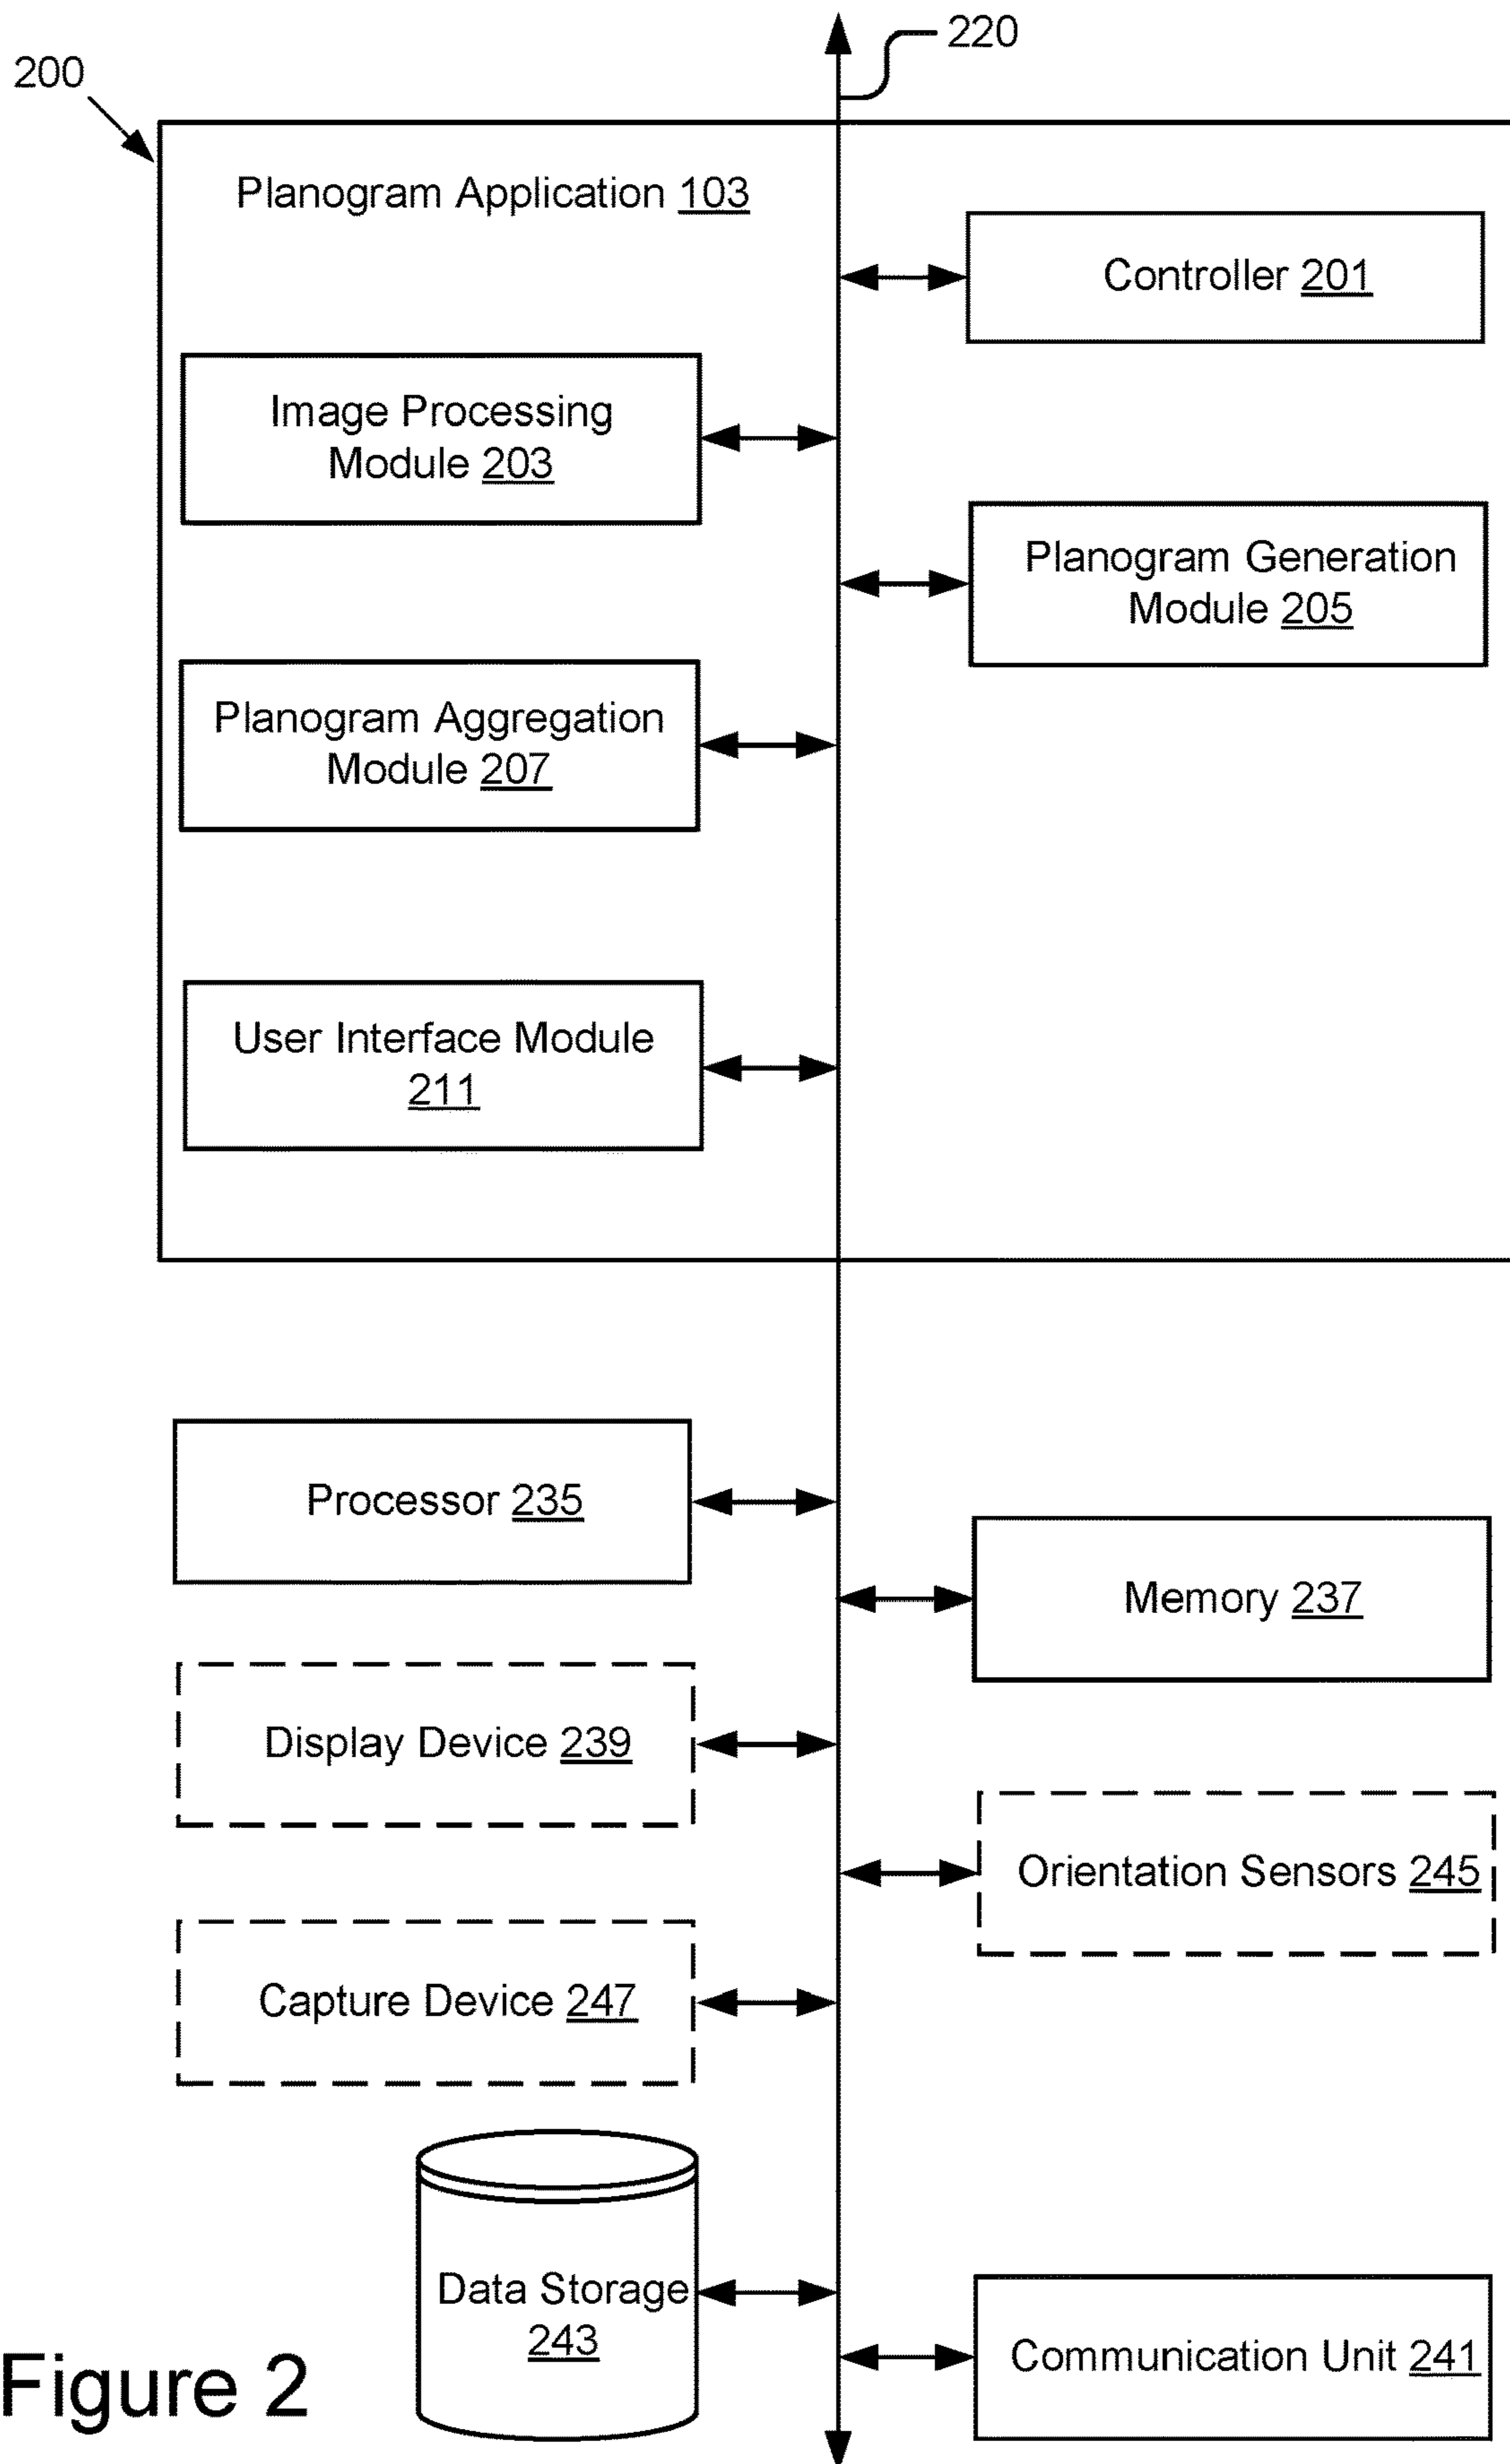 220
200
Planogram Application 103
Controller 201
Image Processing
Module 203
Planogram Generation
Module 205
Planogram Aggregation
Module 207
User Interface Module
211
Processor 235
Memory 237
Display Device 239
Orientation Sensors 245
Capture Device 247
Data Storage
243
Communication Unit 241
Figure 2